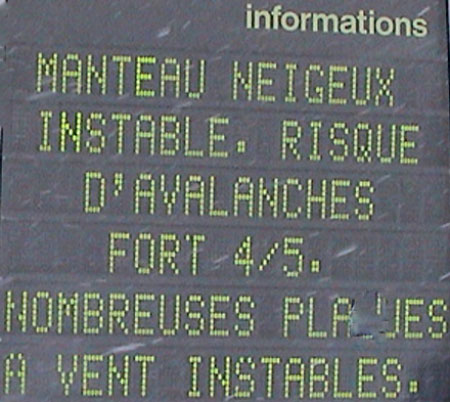 informations
MANTEAU NEIGEUX
INSTABLE. RISQUE
D'AVALANCHES
FORT 4/5.
NOMBREUSES
A VENT INSTABLES.